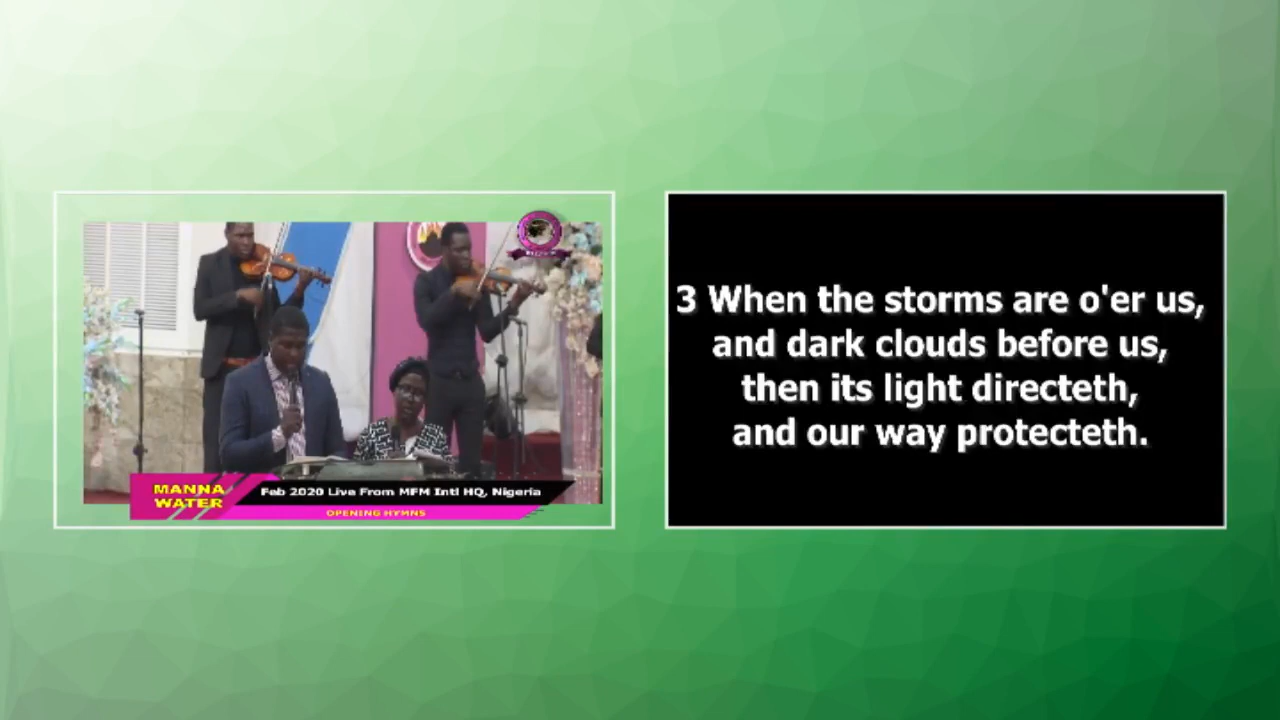 MANNA
WATER
Feb 2020 Live From MFM Intl HQ, Nigeria
OPENING HYMNS
3 When the storms are o'er us,
and dark clouds before us,
then its light directeth,
and our way protecteth.